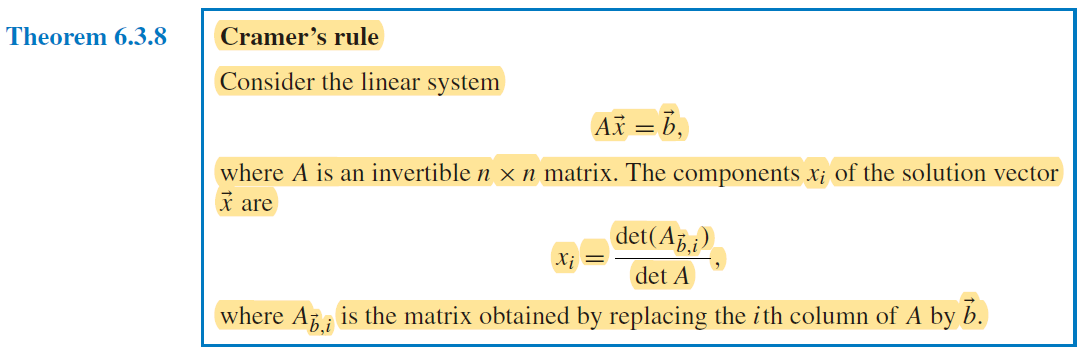 Theorem 6.3.8
Cramer’s rule
Consider the linear system
A\vec{x} = \vec{b},
where A is an invertible n × n matrix. The components x_i of the solution vector
\vec{x} are
x_i = \frac{det(A_{\vec{b},i})}{det A},
where A_{\vec{b},i} is the matrix obtained by replacing the ith column of A by \vec{b}.